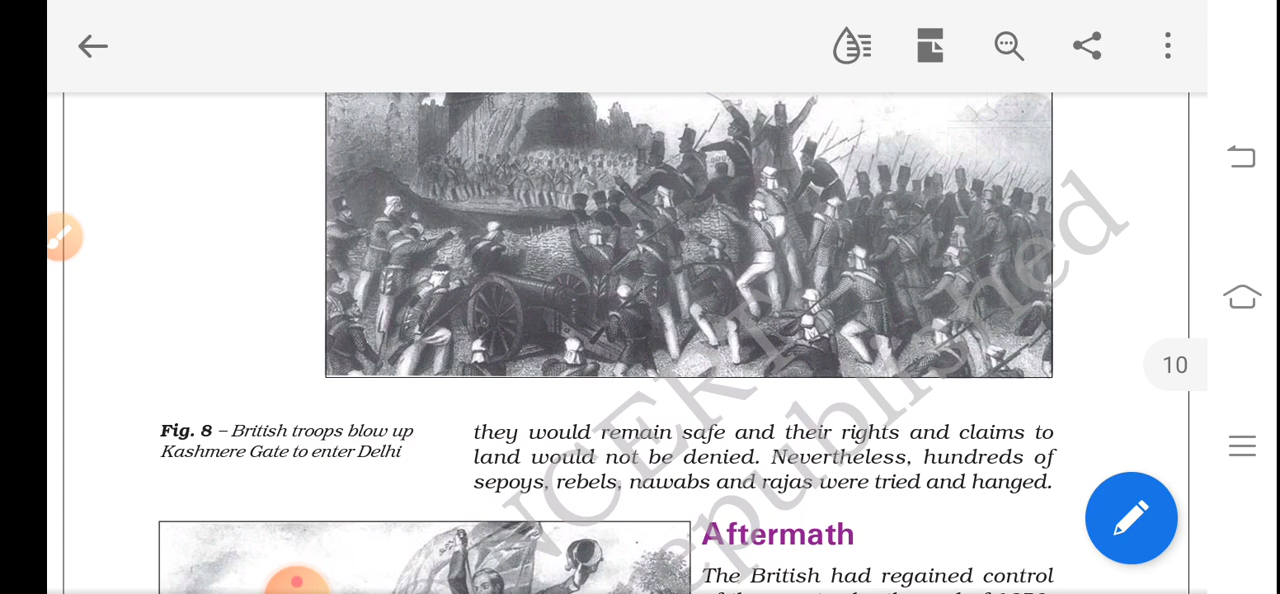 10
Fig. 8 – British troops blow up
Kashmere Gate to enter Delhi
they would remain safe and their rights and claims to
land would not be denied. Nevertheless, hundreds of
sepoys, rebels, nawabs and rajas were tried and hanged.
Aftermath
The British had regained control
NCERT
republished